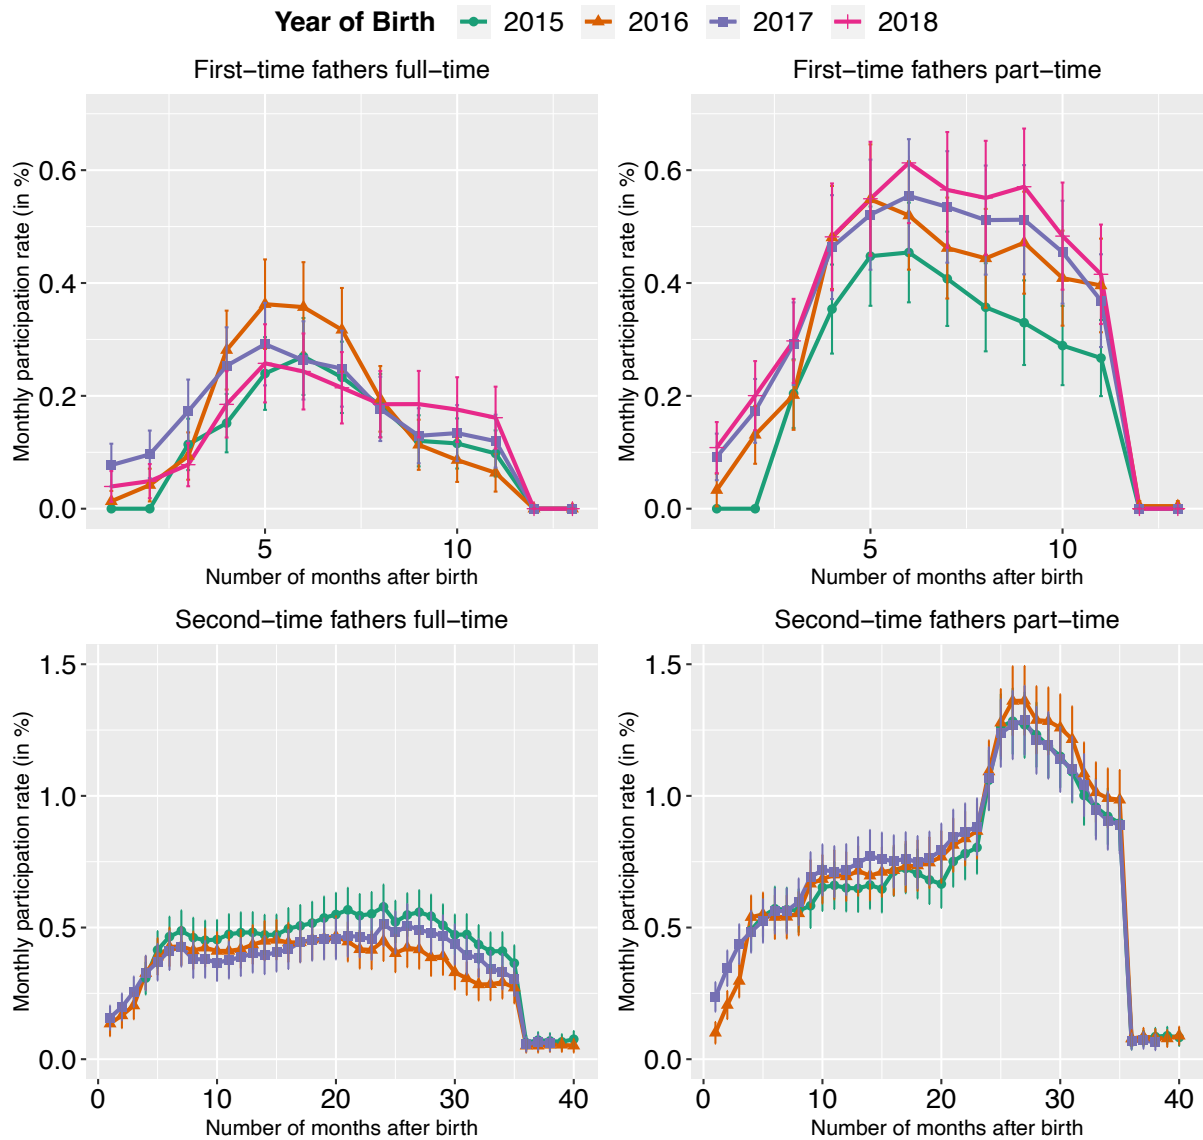 Year of Birth 2015 2016 2017 2018
First−time fathers full−time
Monthly participation rate (in %)
0.6
0.4
0.2
0.0
5 10
Number of months after birth
First−time fathers part−time
Monthly participation rate (in %)
0.6
0.4
0.2
0.0
5 10
Number of months after birth
Second−time fathers full−time
Monthly participation rate (in %)
1.5
1.0
0.5
0.0
0 10 20 30 40
Number of months after birth
Second−time fathers part−time
Monthly participation rate (in %)
1.5
1.0
0.5
0.0
0 10 20 30 40
Number of months after birth